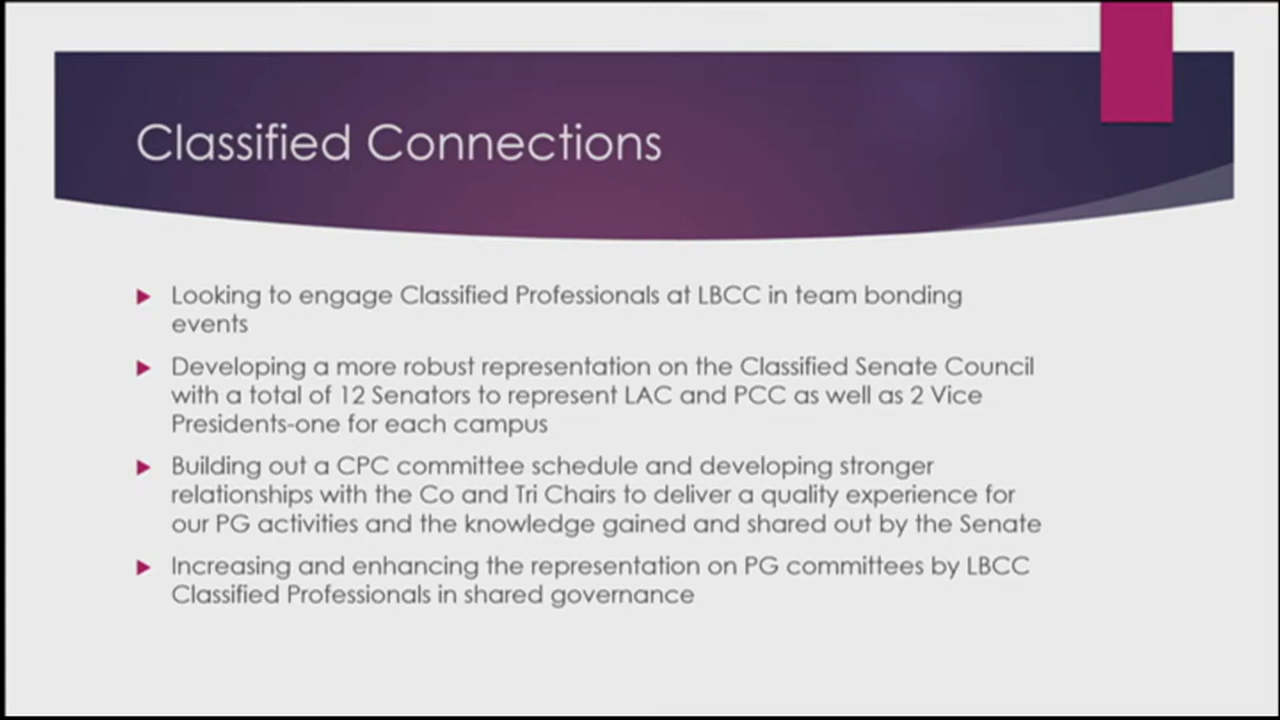 Classified Connections
Looking to engage Classified Professionals at LBCC in team bonding
events
Developing a more robust representation on the Classified Senate Council
with a total of 12 Senators to represent LAC and PCC as well as 2 Vice
Presidents-one for each campus
Building out a CPC committee schedule and developing stronger
relationships with the Co and Tri Chairs to deliver a quality experience for
our PG activities and the knowledge gained and shared out by the Senate
Increasing and enhancing the representation on PG committees by LBCC
Classified Professionals in shared governance